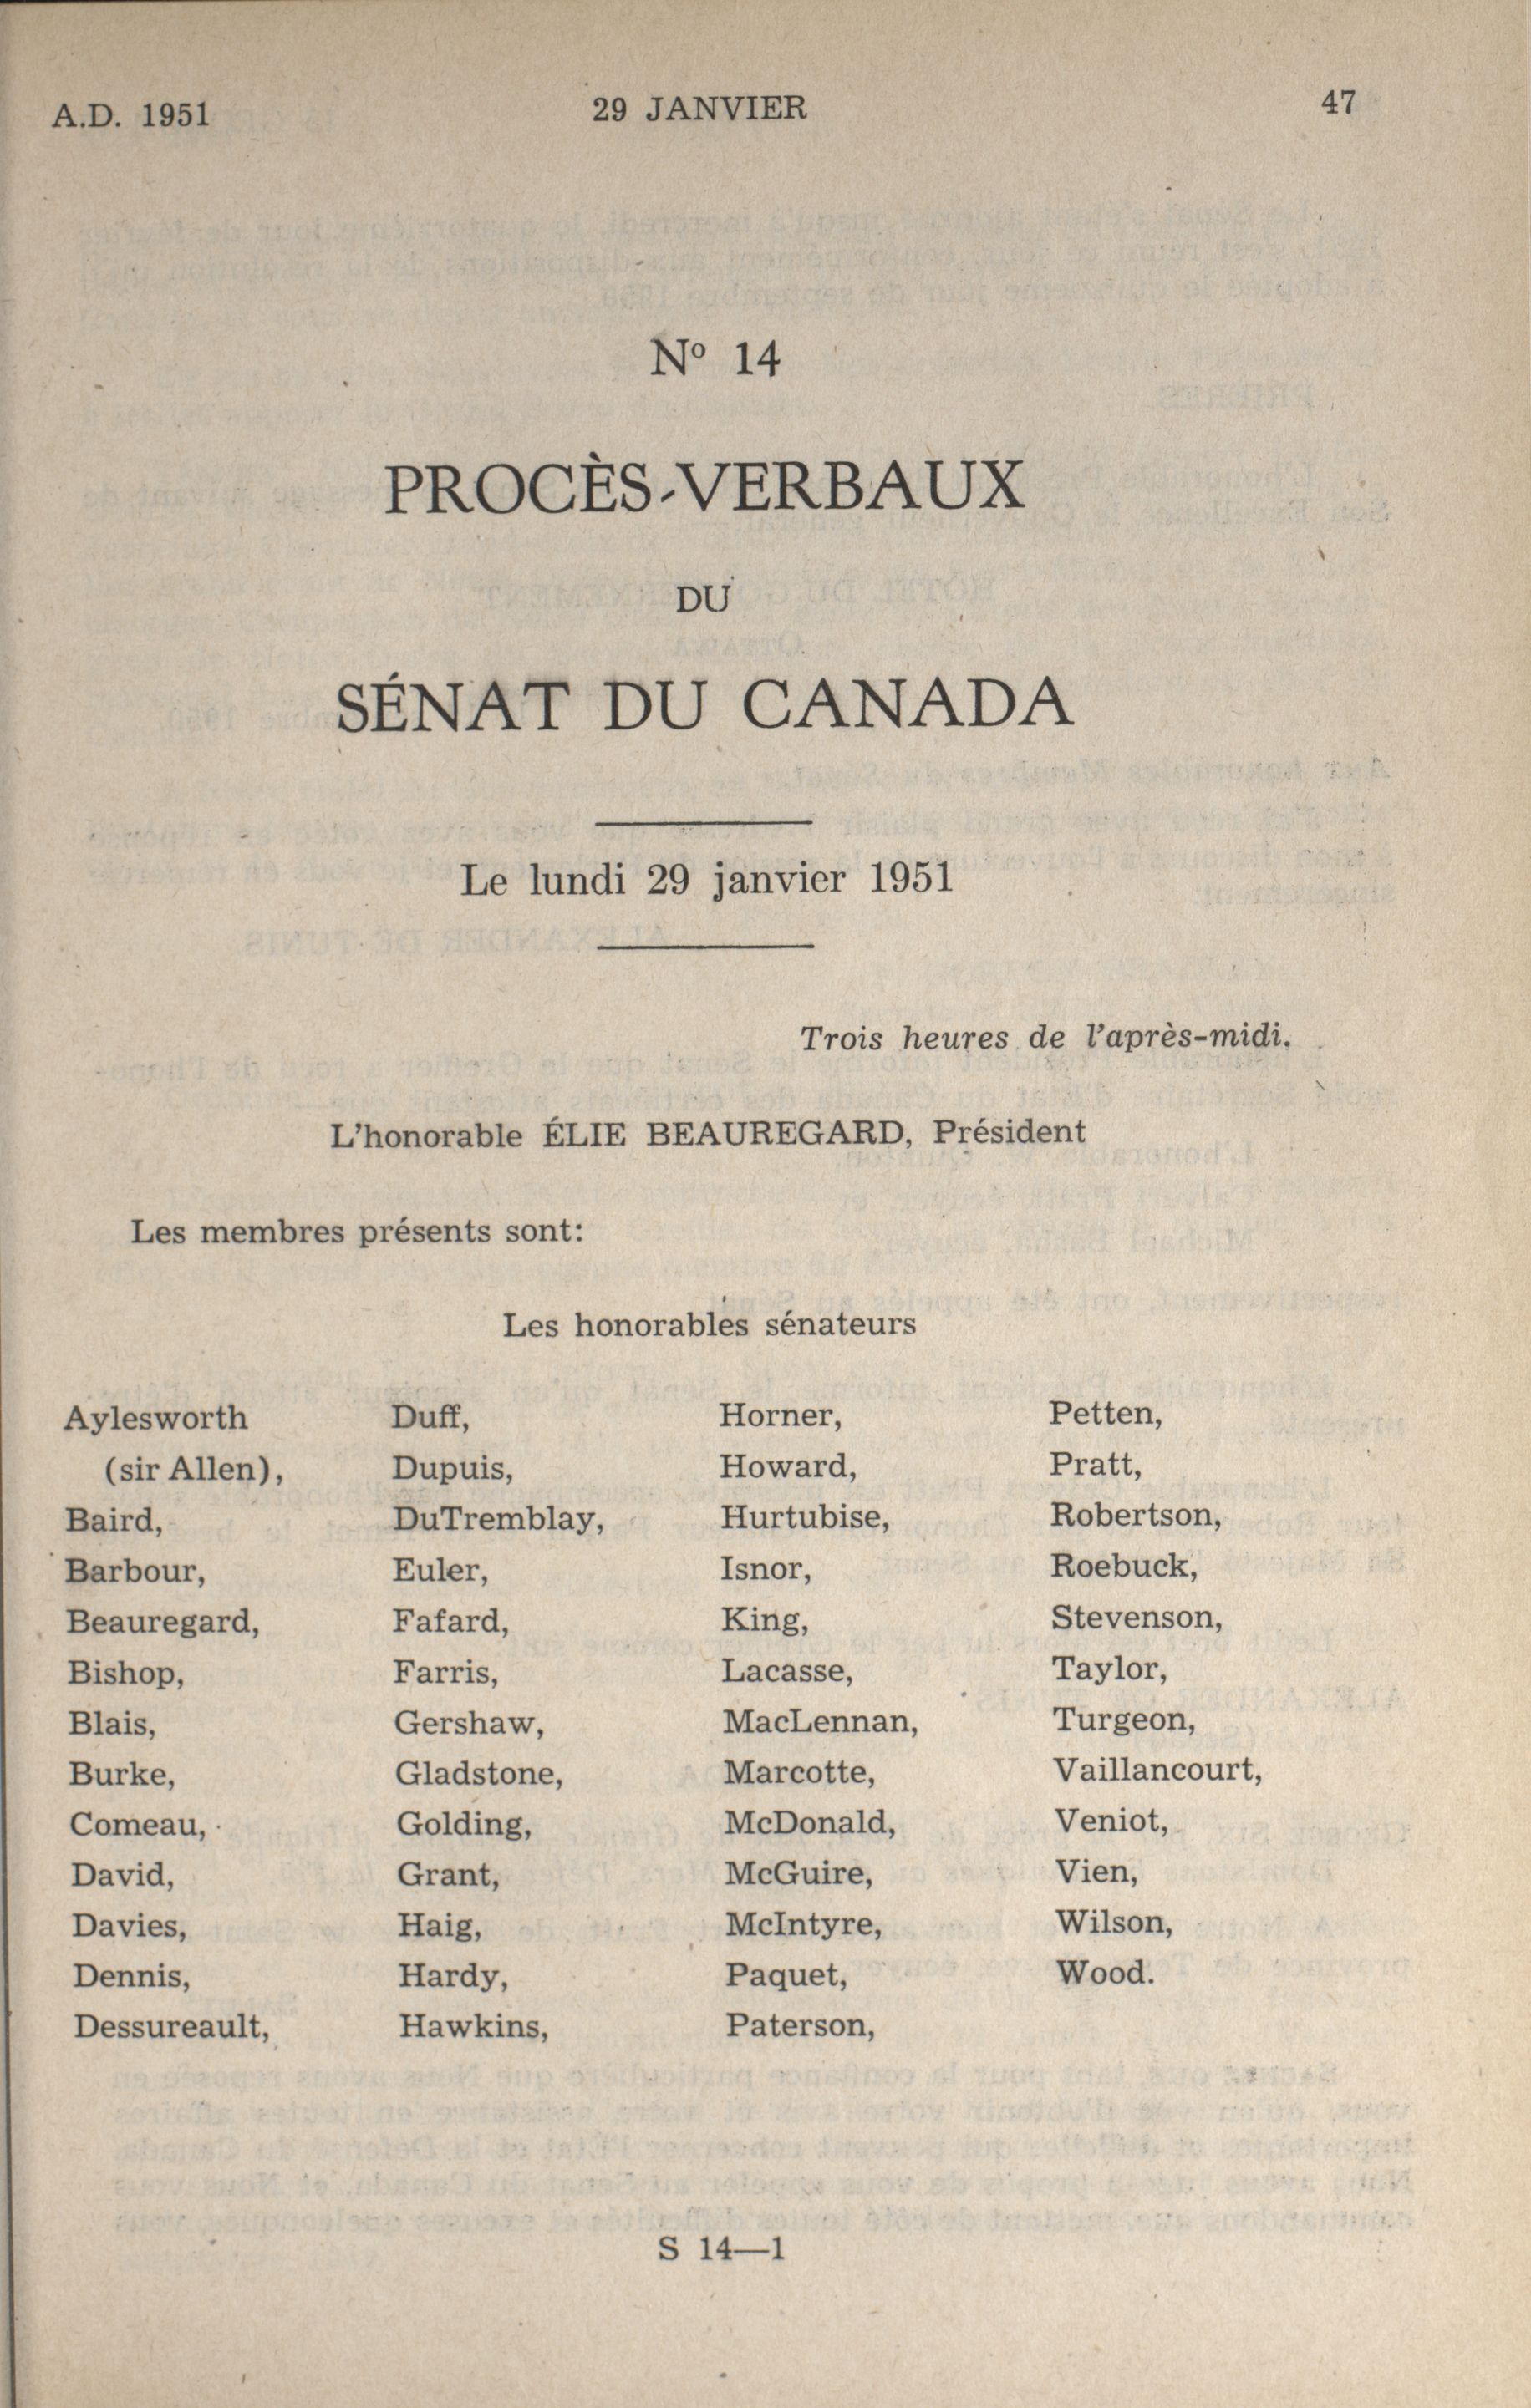 A.D. 1951
29 JANVIER
47
Nº 14
PROCÈS-VERBAUX
DU
SÉNAT DU CANADA
Le lundi 29 janvier 1951
Trois heures de l'après-midi.
L'honorable ÉLIE BEAUREGARD, Président
Les membres présents sont:
Les honorables sénateurs
Aylesworth
(sir Allen),
Baird,
Barbour,
Beauregard,
Bishop,
Blais,
Burke,
Comeau,
David,
Davies,
Dennis,
Dessureault,
Duff,
Dupuis,
DuTremblay,
Euler,
Fafard,
Farris,
Gershaw,
Gladstone,
Golding,
Grant,
Haig,
Hardy,
Hawkins,
Horner,
Howard,
Hurtubise,
Isnor,
King,
Lacasse,
MacLennan,
Marcotte,
McDonald,
McGuire,
McIntyre,
Paquet,
Paterson,
Petten,
Pratt,
Robertson,
Roebuck,
Stevenson,
Taylor,
Turgeon,
Vaillancourt,
Veniot,
Vien,
Wilson,
Wood.
S 14—1